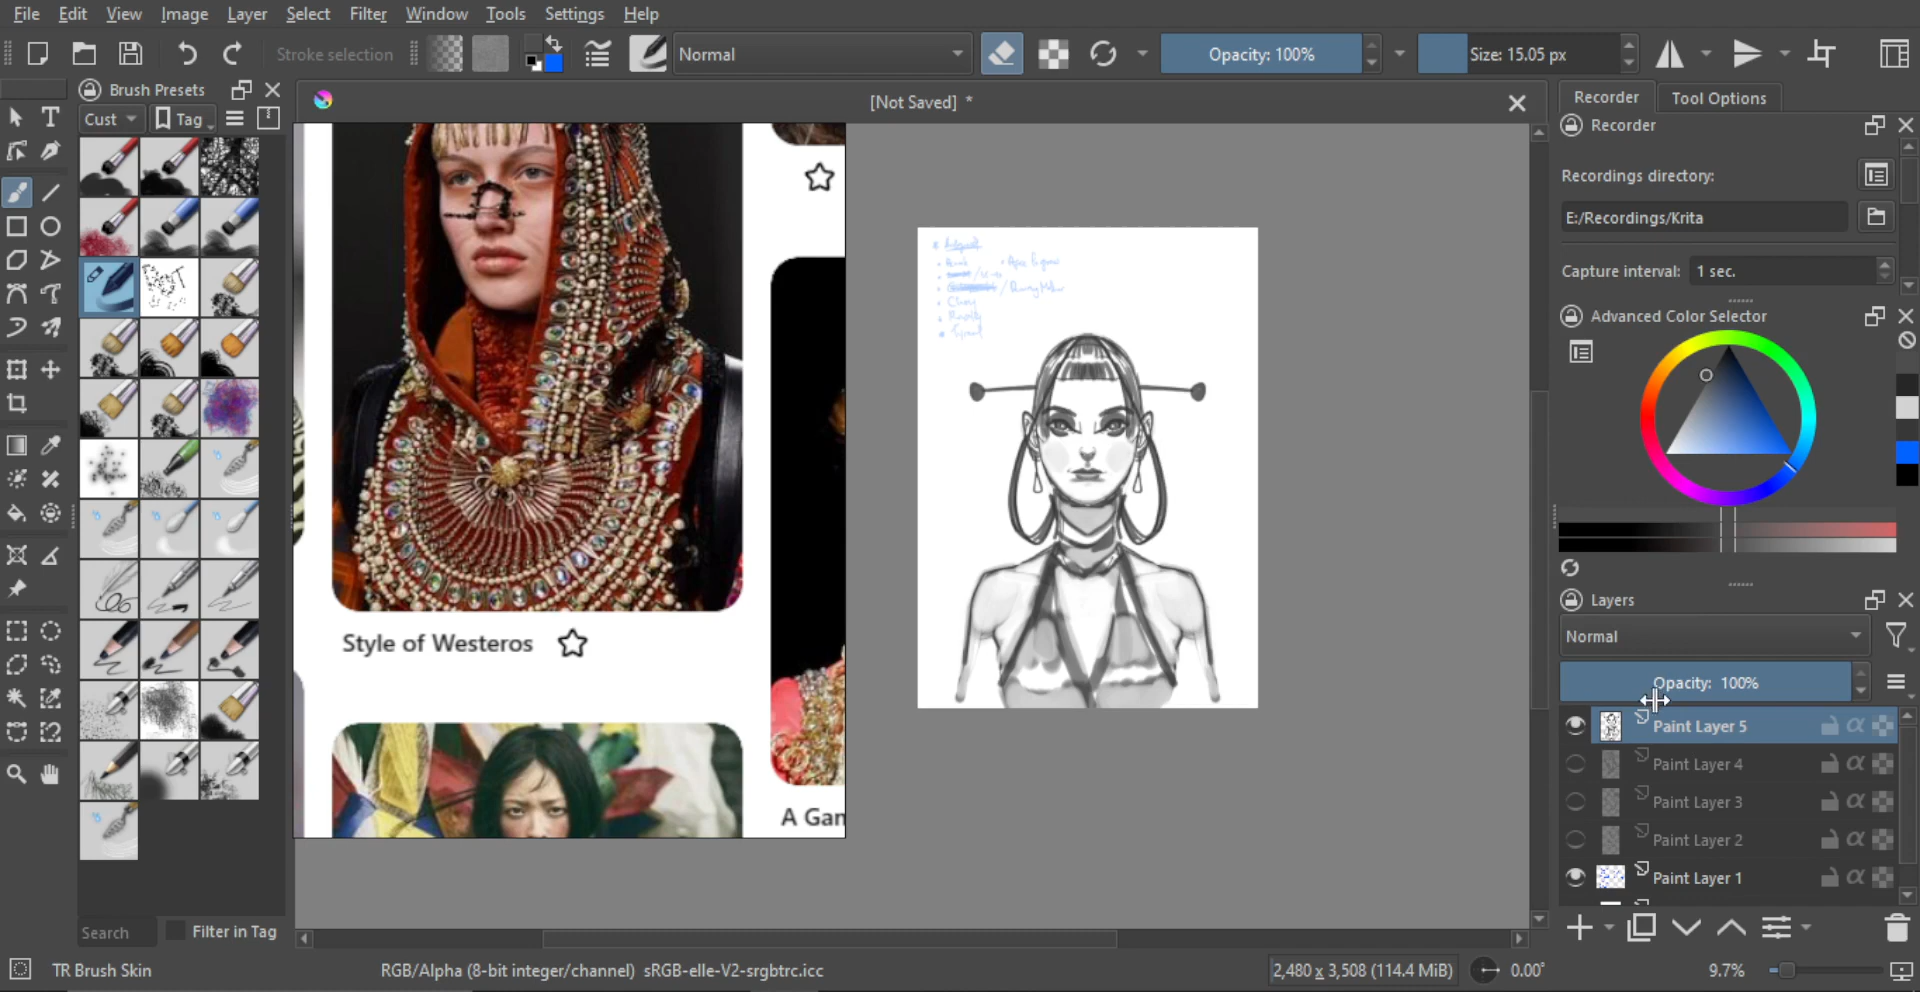 File Edit View Image Layer Select Filter Window Tools Settings Help
Stroke selection Normal Opacity: 100% Size: 15.05 px
Brush Presets
Cust Tag
[Not Saved] *
Recorder Tool Options
Recorder
Recordings directory:
E:/Recordings/Krita
Capture interval: 1 sec.
Advanced Color Selector
Style of Westeros
A Gam
Layers
Normal
Opacity: 100%
Paint Layer 5
Paint Layer 4
Paint Layer 3
Paint Layer 2
Paint Layer 1
Search Filter in Tag
TR Brush Skin RGB/Alpha (8-bit integer/channel) sRGB-elle-V2-srgbtrc.icc 2,480 x 3,508 (114.4 MiB) 0.00° 9.7%